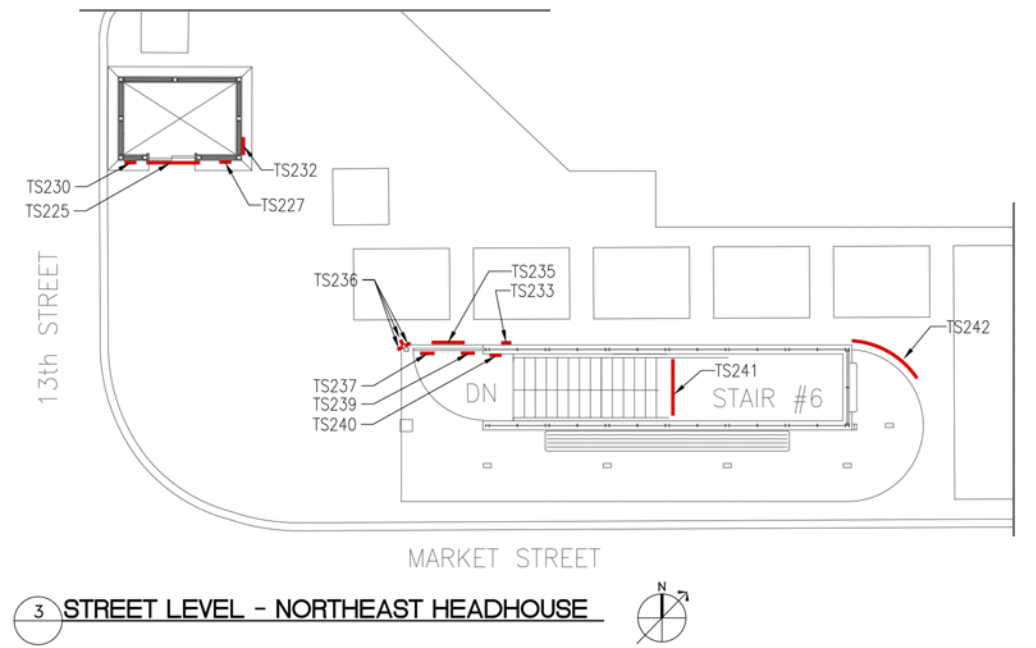 TS232
TS230
TS227
TS225
13th STREET
TS236
TS235
TS233
TS242
TS237
TS239
TS240
DN
TS241
STAIR #6
MARKET STREET
3 STREET LEVEL - NORTHEAST HEADHOUSE
N